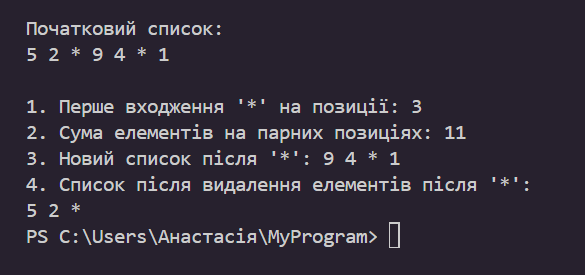 Початковий список:
5 2 * 9 4 * 1
1. Перше входження '*' на позиції: 3
2. Сума елементів на парних позиціях: 11
3. Новий список після '*': 9 4 * 1
4. Список після видалення елементів після '*':
5 2 *
PS C:\Users\Анастасія\MyProgram>